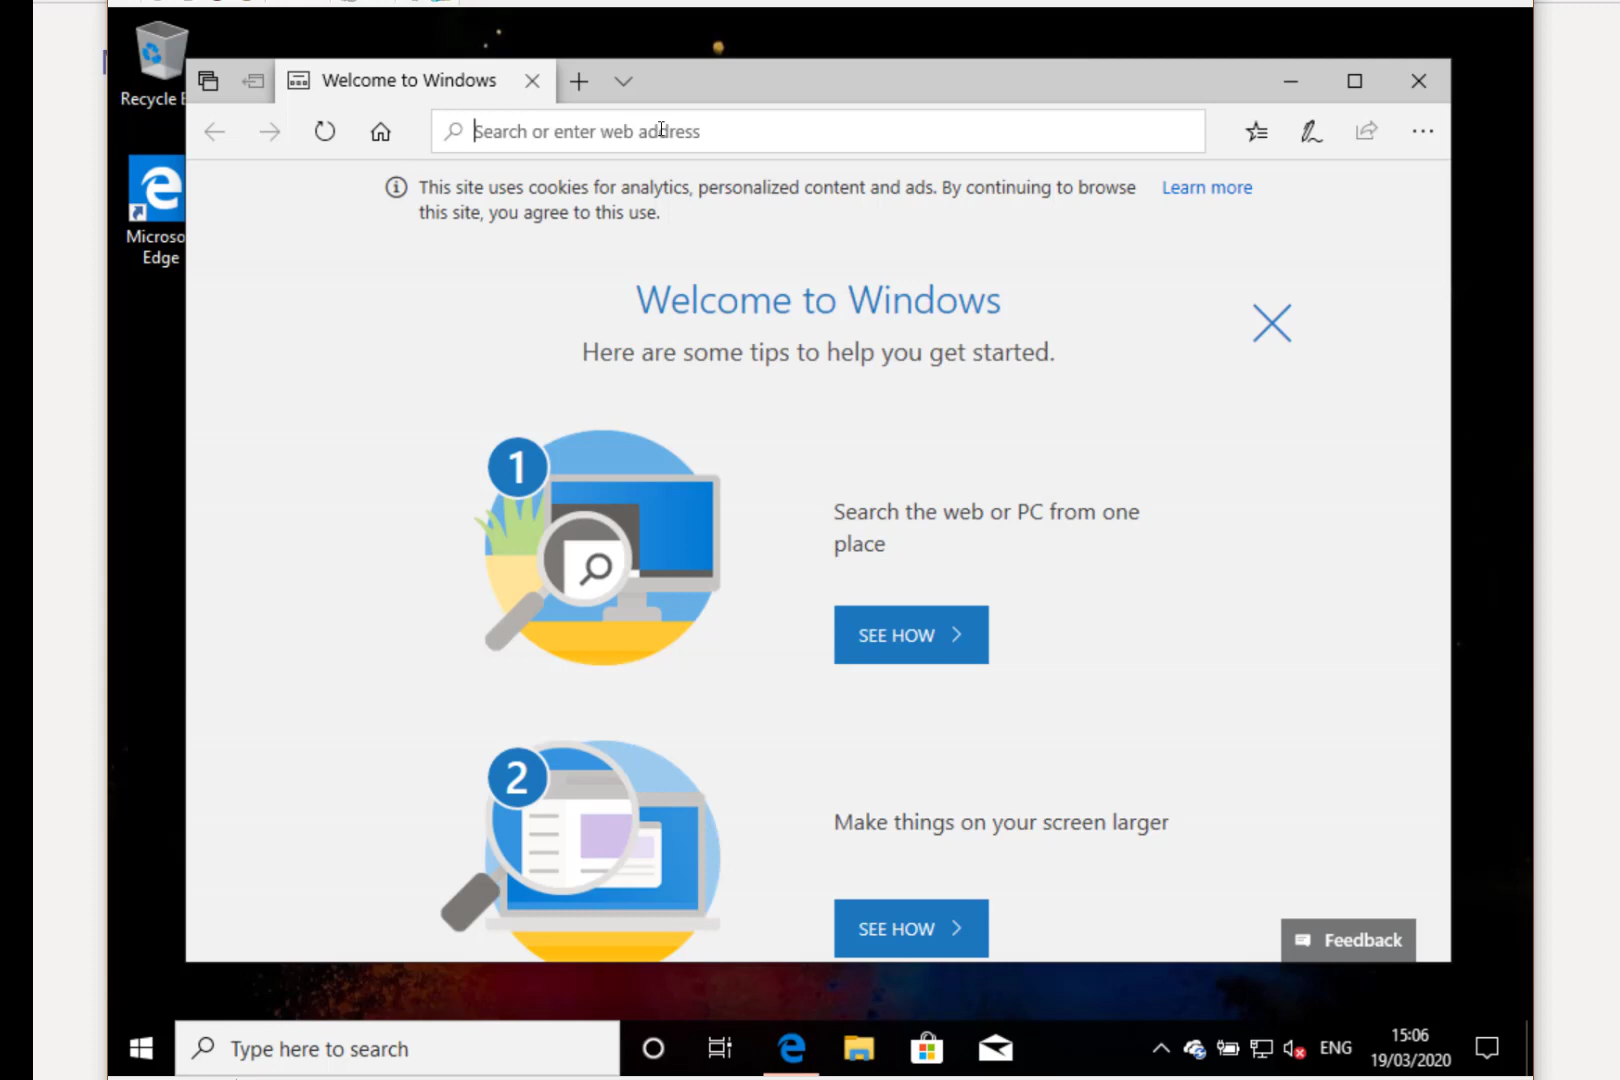 Recycle
Welcome to Windows
Search or enter web address
This site uses cookies for analytics, personalized content and ads. By continuing to browse
this site, you agree to this use.
Learn more
Edge
Welcome to Windows
Here are some tips to help you get started.
1
Search the web or PC from one
place
SEE HOW
2
Make things on your screen larger
SEE HOW
Feedback
Type here to search
ENG
15:06
19/03/2020